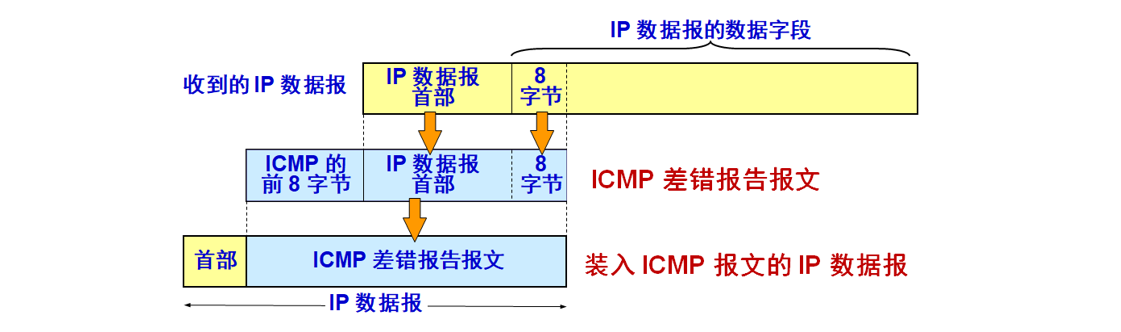 IP 数据报的数据字段
收到的 IP 数据报
IP 数据报
首部
8
字节
ICMP 的
前 8 字节
IP 数据报
首部
8
字节
ICMP 差错报告报文
首部
ICMP 差错报告报文
装入 ICMP 报文的 IP 数据报
IP 数据报